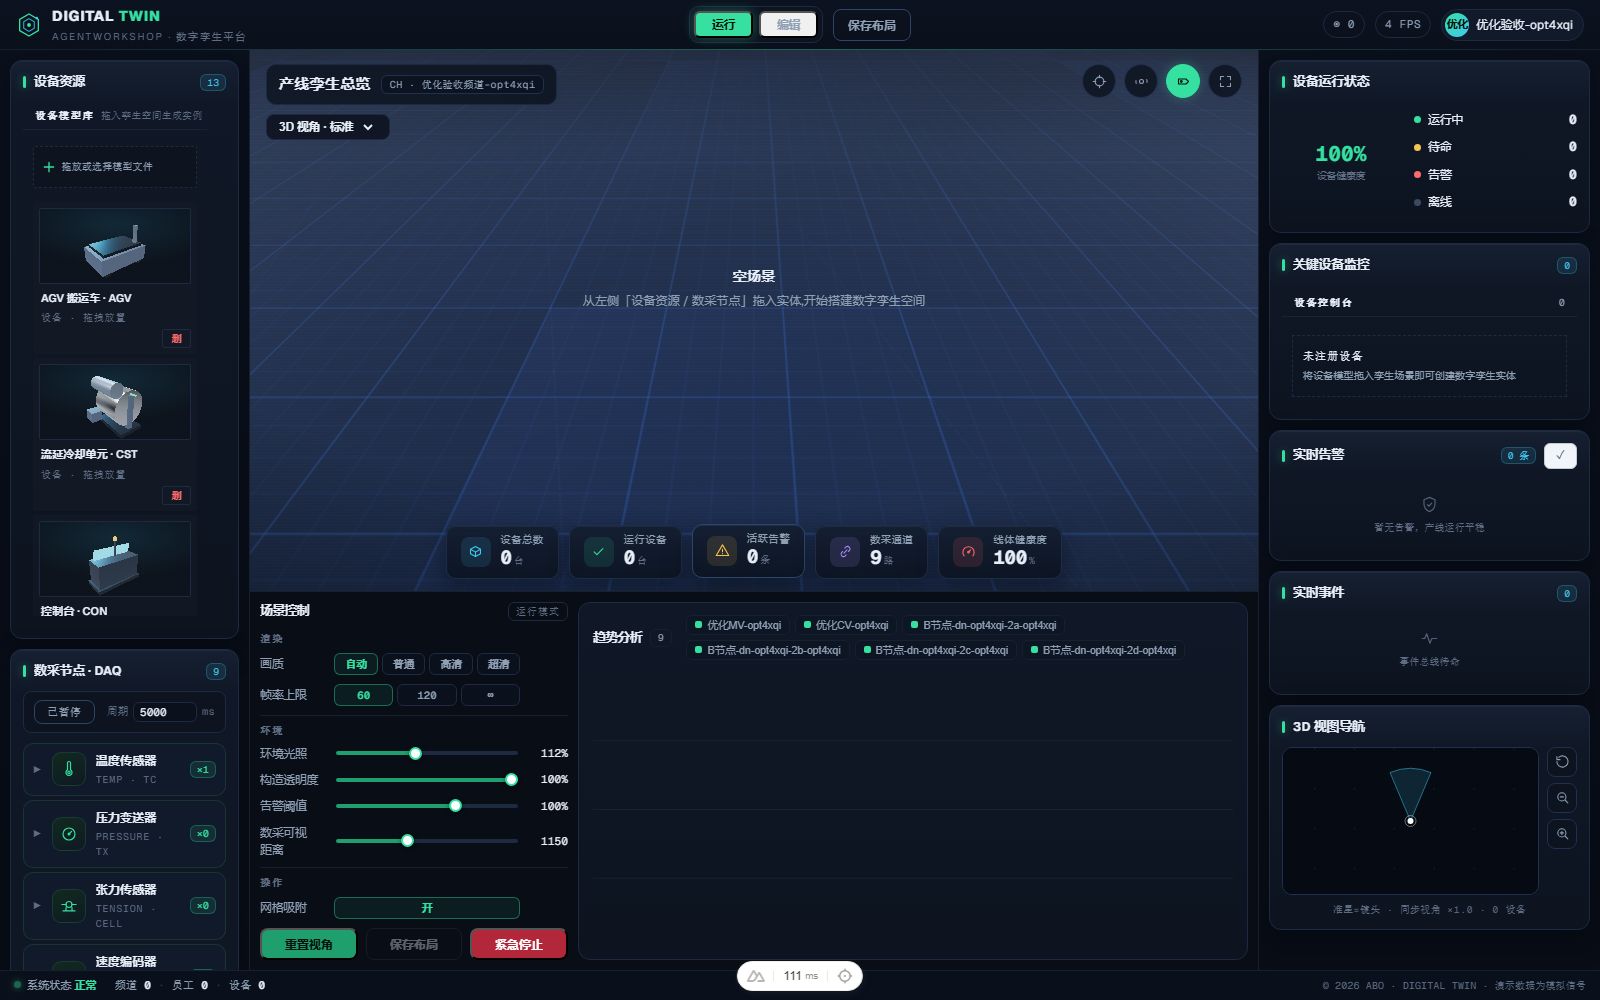 DIGITAL TWIN
AGENTWORKSHOP · 数字孪生平台
运行
编辑
保存布局
0
4 FPS
优化
优化验收-opt4xqi
设备资源
13
设备模型库 拖入孪生空间生成实例
拖放或选择模型文件
AGV 搬运车 · AGV
设备 · 拖拽放置
删
流延冷却单元 · CST
设备 · 拖拽放置
删
控制台 · CON
数采节点 · DAQ
9
已暂停
周期
5000
ms
温度传感器
TEMP · TC
×1
压力变送器
PRESSURE ·
TX
×0
张力传感器
TENSION ·
CELL
×0
速度编码器
产线孪生总览
CH · 优化验收频道-opt4xqi
3D 视角 · 标准
空场景
从左侧「设备资源 / 数采节点」拖入实体,开始搭建数字孪生空间
设备总数
0 台
运行设备
0 台
活跃告警
0 条
数采通道
9 路
线体健康度
100 %
场景控制
运行模式
渲染
画质
自动
普通
高清
超清
帧率上限
60
120
∞
环境
环境光照
112%
构造透明度
100%
告警阈值
100%
数采可视
距离
1150
操作
网格吸附
开
重置视角
保存布局
紧急停止
趋势分析
9
优化MV-opt4xqi
优化CV-opt4xqi
B节点-dn-opt4xqi-2a-opt4xqi
B节点-dn-opt4xqi-2b-opt4xqi
B节点-dn-opt4xqi-2c-opt4xqi
B节点-dn-opt4xqi-2d-opt4xqi
设备运行状态
100%
设备健康度
运行中 0
待命 0
告警 0
离线 0
关键设备监控
0
设备控制台
0
未注册设备
将设备模型拖入孪生场景即可创建数字孪生实体
实时告警
0 条
✓
暂无告警, 产线运行平稳
实时事件
0
事件总线待命
3D 视图导航
准星=镜头 · 同步视角 ×1.0 · 0 设备
系统状态 正常
频道 0 · 员工 0 · 设备 0
111 ms
© 2026 ABO · DIGITAL TWIN · 演示数据为模拟信号